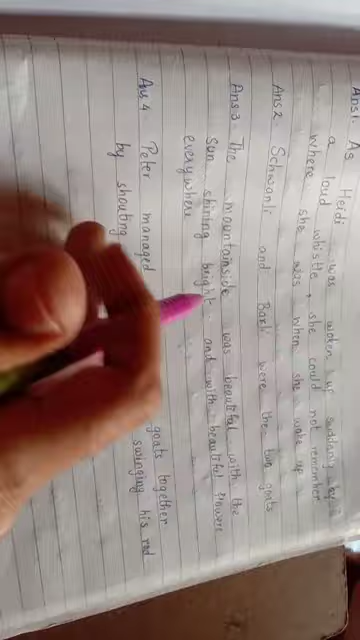 Ans1. As Heidi was woken up suddenly by
a loud whistle, she could not remember
where she was when she woke up
Ans2 Schwanli and Barli were the two goats
Ans3 The mountainside was beautiful with the
sun shining bright and with beautiful flowers
everywhere
Ans4 Peter managed goats together
by shouting swinging his rod